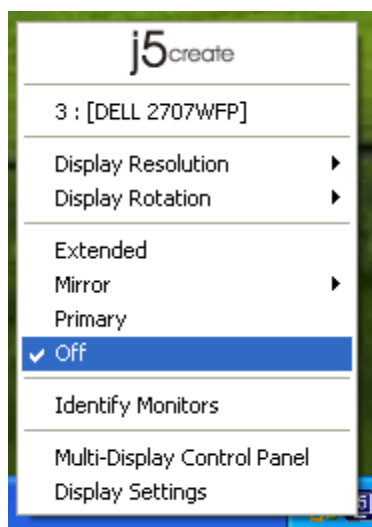 j5create
3 : [DELL 2707WFP]
Display Resolution
Display Rotation
Extended
Mirror
Primary
Off
Identify Monitors
Multi-Display Control Panel
Display Settings